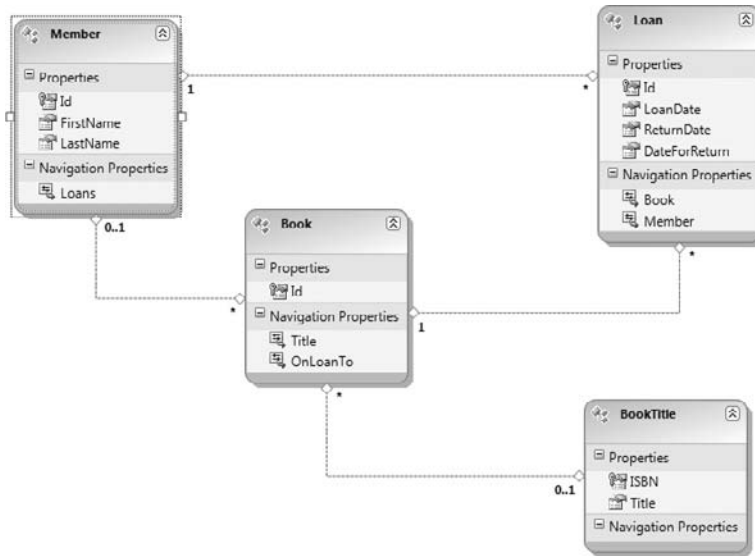 Member
Properties
Id
FirstName
LastName
Navigation Properties
Loans
1
*
0..1
*
Loan
Properties
Id
LoanDate
ReturnDate
DateForReturn
Navigation Properties
Book
Member
*
Book
Properties
Id
Navigation Properties
Title
OnLoanTo
1
*
0..1
BookTitle
Properties
ISBN
Title
Navigation Properties